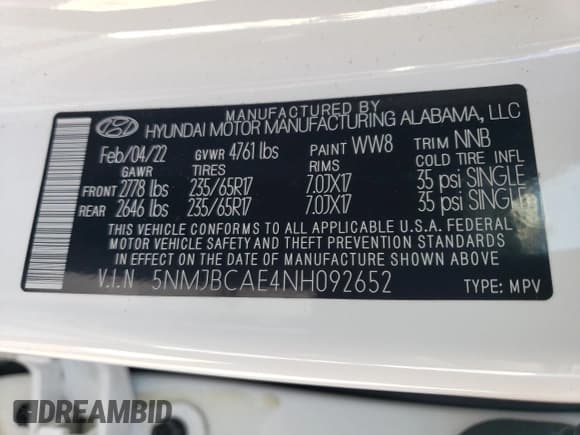 MANUFACTURED BY
HYUNDAI MOTOR MANUFACTURING ALABAMA, LLC
Feb/04/22 GVWR 4761 lbs PAINT WW8 TRIM NNB
GAWR TIRES RIMS COLD TIRE INFL
FRONT 2778 lbs 235/65R17 7.0JX17 35 psi SINGLE
REAR 2646 lbs 235/65R17 7.0JX17 35 psi SINGLE
THIS VEHICLE CONFORMS TO ALL APPLICABLE U.S.A. FEDERAL
MOTOR VEHICLE SAFETY AND THEFT PREVENTION STANDARDS
IN EFFECT ON THE DATE OF MANUFACTURE SHOWN ABOVE
V.I.N 5NMJBCAE4NH092652 TYPE: MPV
DREAMBID